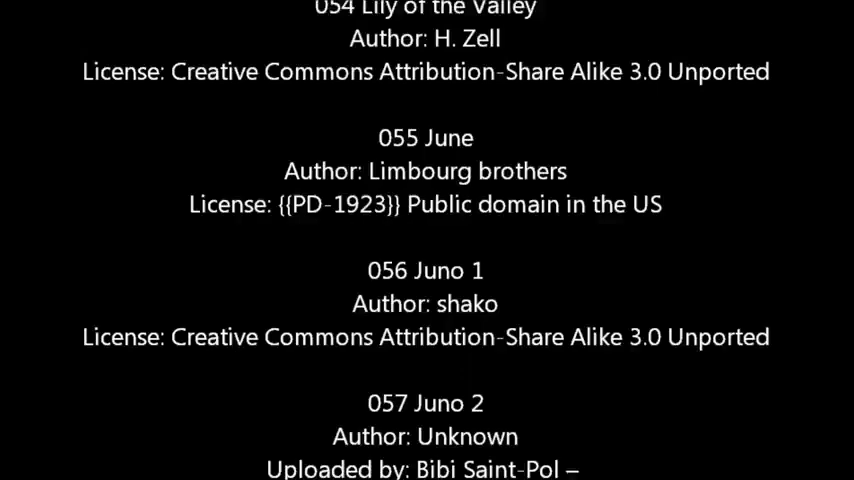 054 Lily of the Valley
Author: H. Zell
License: Creative Commons Attribution-Share Alike 3.0 Unported
055 June
Author: Limbourg brothers
License: {{PD-1923}} Public domain in the US
056 Juno 1
Author: shako
License: Creative Commons Attribution-Share Alike 3.0 Unported
057 Juno 2
Author: Unknown
Uploaded by: Bibi Saint-Pol –